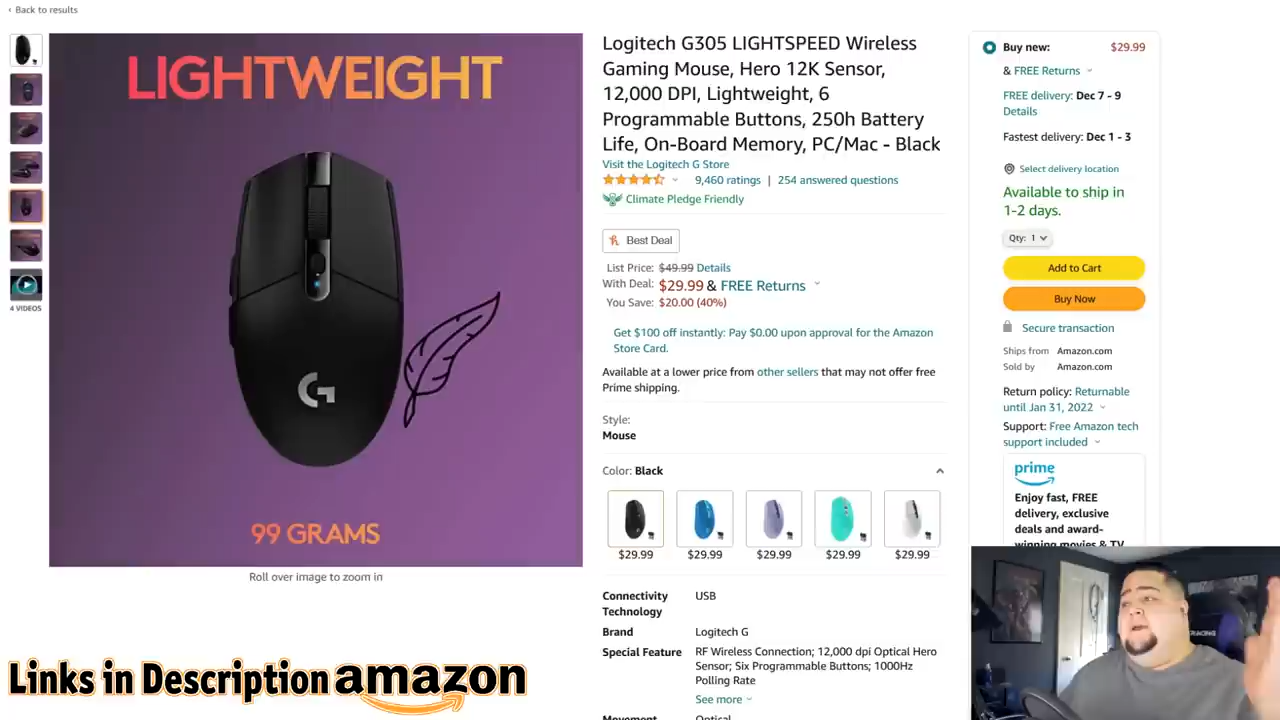 ‹ Back to results
LIGHTWEIGHT
G
99 GRAMS
4 VIDEOS
Roll over image to zoom in
Logitech G305 LIGHTSPEED Wireless
Gaming Mouse, Hero 12K Sensor,
12,000 DPI, Lightweight, 6
Programmable Buttons, 250h Battery
Life, On-Board Memory, PC/Mac - Black
Visit the Logitech G Store
9,460 ratings | 254 answered questions
Climate Pledge Friendly
Best Deal
List Price: $49.99 Details
With Deal: $29.99 & FREE Returns
You Save: $20.00 (40%)
Get $100 off instantly: Pay $0.00 upon approval for the Amazon
Store Card.
Available at a lower price from other sellers that may not offer free
Prime shipping.
Style:
Mouse
Color: Black
$29.99 $29.99 $29.99 $29.99 $29.99
Connectivity USB
Technology
Brand Logitech G
Special Feature RF Wireless Connection; 12,000 dpi Optical Hero
Sensor; Six Programmable Buttons; 1000Hz
Polling Rate
See more
Movement Optical
Buy new: $29.99
& FREE Returns
FREE delivery: Dec 7 - 9
Details
Fastest delivery: Dec 1 - 3
Select delivery location
Available to ship in
1-2 days.
Qty: 1
Add to Cart
Buy Now
Secure transaction
Ships from Amazon.com
Sold by Amazon.com
Return policy: Returnable
until Jan 31, 2022
Support: Free Amazon tech
support included
prime
Enjoy fast, FREE
delivery, exclusive
deals and award-
winning movies & TV
Links in Description amazon